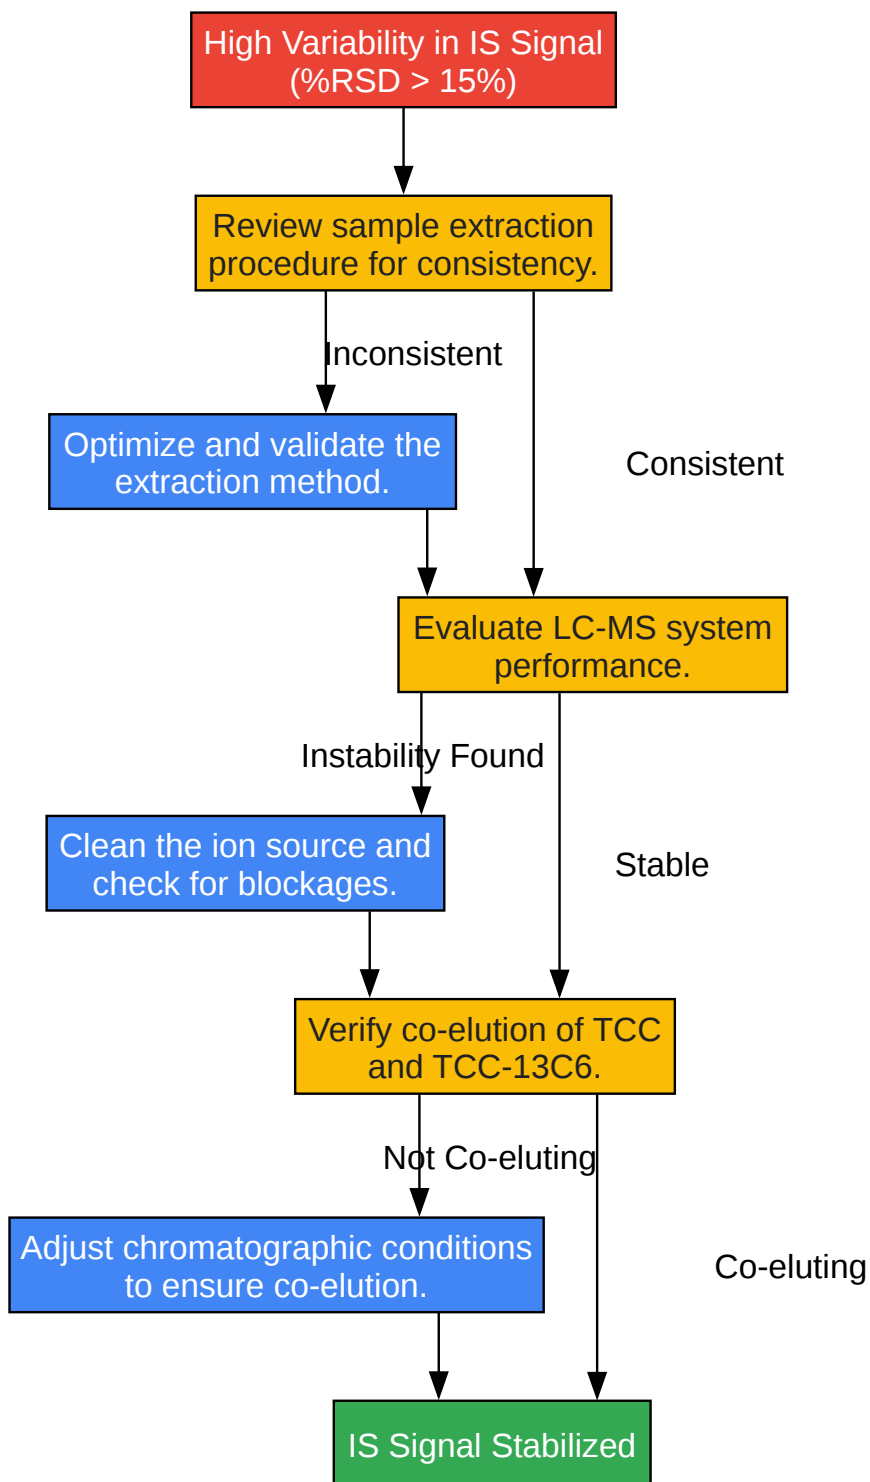 High Variability in IS Signal
(%RSD > 15%)
Review sample extraction
procedure for consistency.
Inconsistent
Optimize and validate the
extraction method.
Consistent
Evaluate LC-MS system
performance.
Instability Found
Clean the ion source and
check for blockages.
Stable
Verify co-elution of TCC
and TCC-13C6.
Not Co-eluting
Adjust chromatographic conditions
to ensure co-elution.
Co-eluting
IS Signal Stabilized